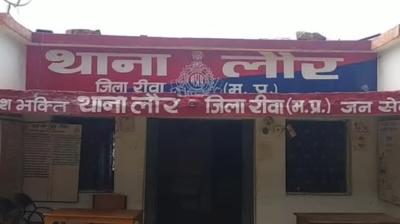 थाना लौर
जिला रीवा (म.प्र.)
भक्ति थाना लौर जिला रीवा (म.प्र.) जन